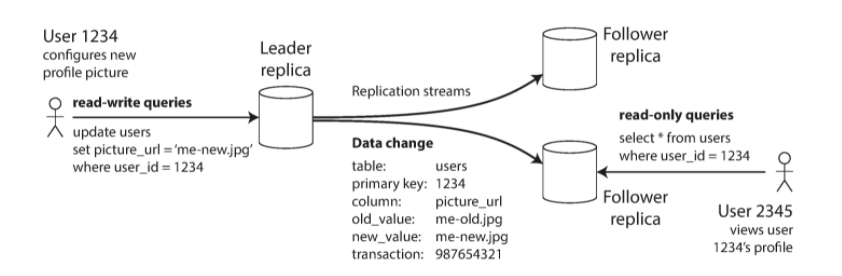 User 1234
configures new
profile picture
read-write queries
update users
set picture_url ='me-new.jpg'
where user_id = 1234
Leader
replica
Replication streams
Data change
table: users
primary key: 1234
column: picture_url
old_value: me-old.jpg
new_value: me-new.jpg
transaction: 987654321
Follower
replica
read-only queries
select * from users
where user_id = 1234
Follower
replica
User 2345
views user
1234's profile